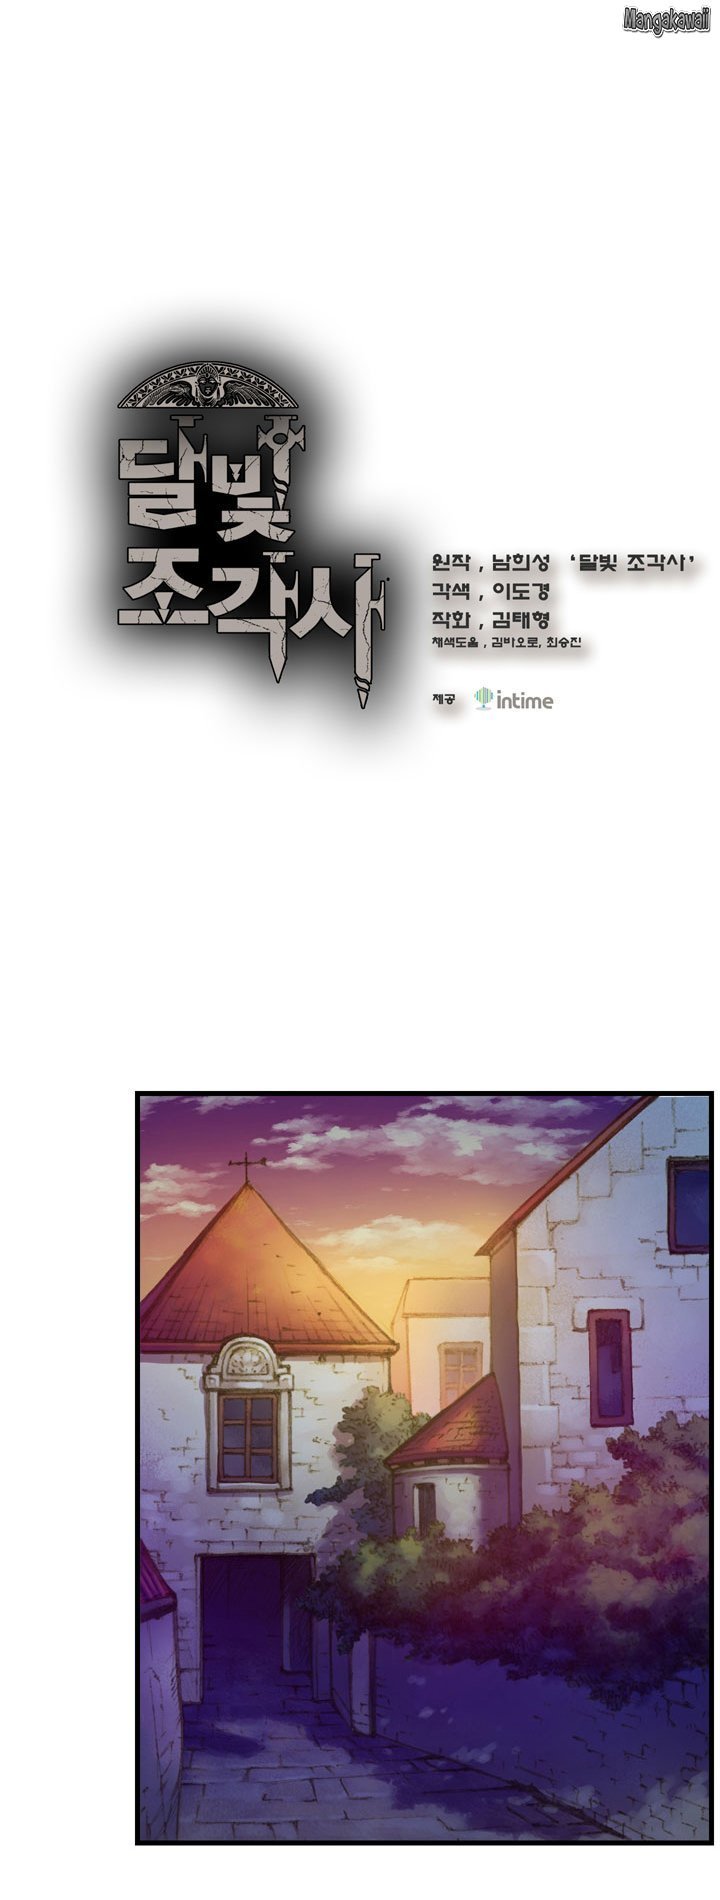 Mangakawaii
달빛
조각사
원작 , 남희성 '달빛 조각사'
각색 , 이도경
작화 , 김태형
채색도움 , 김바오로, 최승진
제공 intime